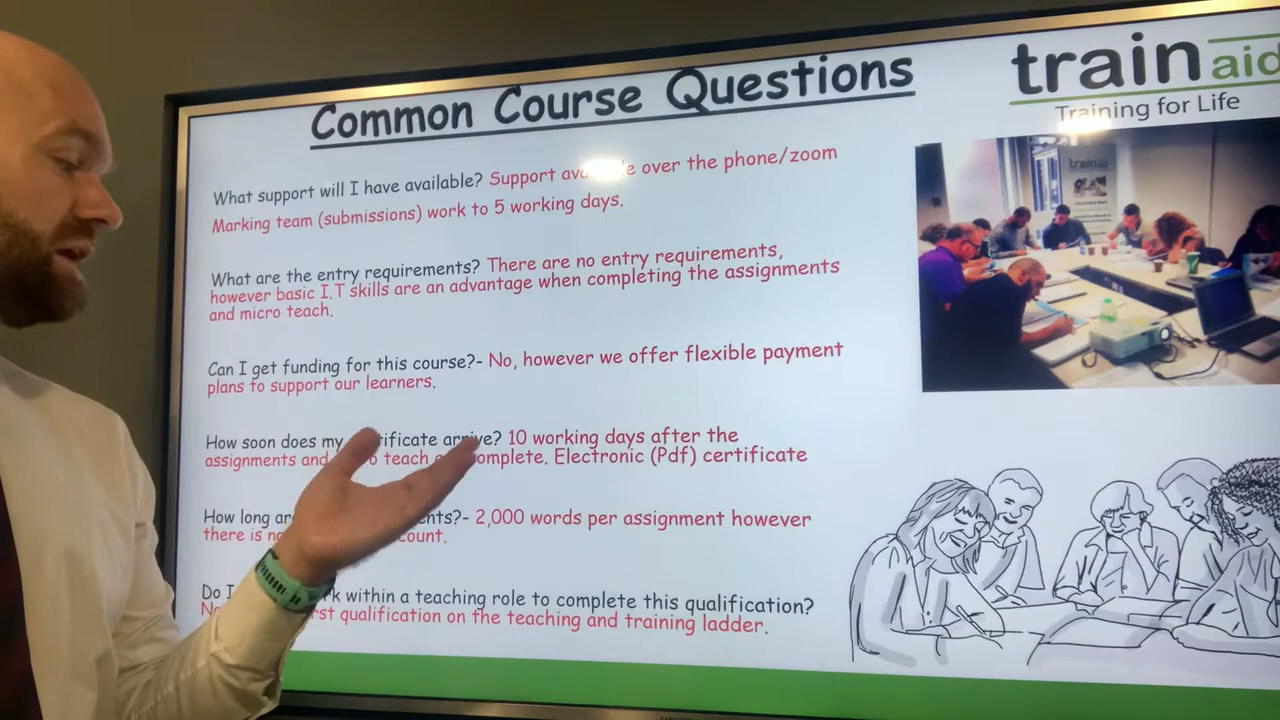 Common Course Questions
train aid
Training for Life
What support will I have available? Support over the phone/zoom
Marking team (submissions) work to 5 working days.
What are the entry requirements? There are no entry requirements,
however basic I.T skills are an advantage when completing the assignments
and micro teach.
Can I get funding for this course?- No, however we offer flexible payment
plans to support our learners.
How soon does my arrive? 10 working days after the
assignments and teach complete. Electronic (Pdf) certificate
How long 2,000 words per assignment however
there is
Do I within a teaching role to complete this qualification?
qualification on the teaching and training ladder.
train